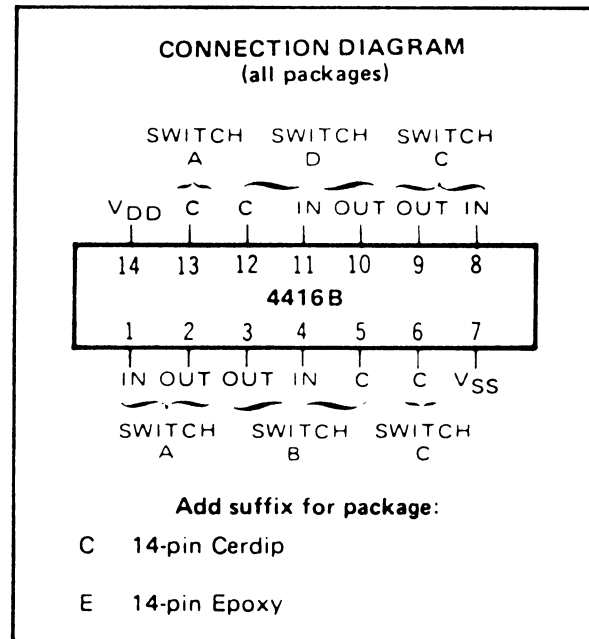 CONNECTION DIAGRAM
(all packages)
SWITCH SWITCH SWITCH
A D C
VDD C C IN OUT OUT IN
14 13 12 11 10 9 8
4416B
1 2 3 4 5 6 7
IN OUT OUT IN C C VSS
SWITCH SWITCH SWITCH
A B C
Add suffix for package:
C 14-pin Cerdip
E 14-pin Epoxy